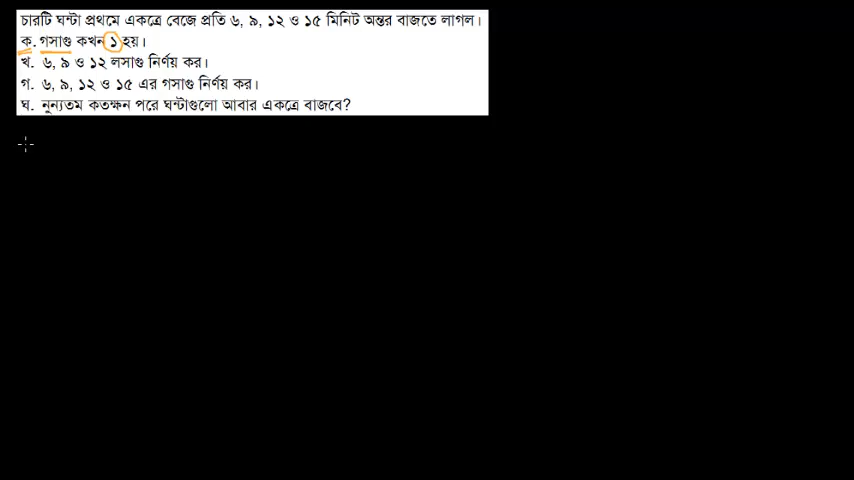 চারটি ঘন্টা প্রথমে একত্রে বেজে প্রতি ৬, ৯, ১২ ও ১৫ মিনিট অন্তর বাজতে লাগল।
ক. গসাগু কখন ১ হয়।
খ. ৬, ৯ ও ১২ লসাগু নির্ণয় কর।
গ. ৬, ৯, ১২ ও ১৫ এর গসাগু নির্ণয় কর।
ঘ. নূন্যতম কতক্ষন পরে ঘন্টাগুলো আবার একত্রে বাজবে?